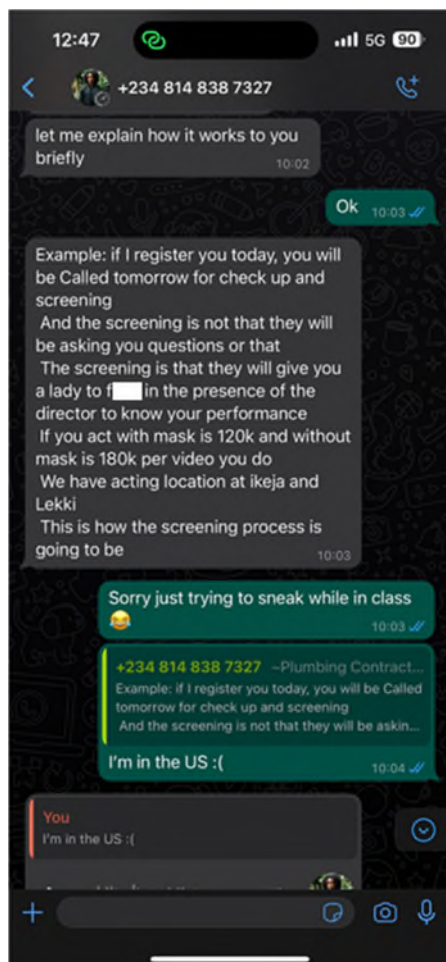 12:47
5G 90
+234 814 838 7327
let me explain how it works to you
briefly
10:02
Ok 10:03
Example: if I register you today, you will
be Called tomorrow for check up and
screening
And the screening is not that they will
be asking you questions or that
The screening is that they will give you
a lady to f in the presence of the
director to know your performance
If you act with mask is 120k and without
mask is 180k per video you do
We have acting location at ikeja and
Lekki
This is how the screening process is
going to be
10:03
Sorry just trying to sneak while in class
😂
10:03
+234 814 838 7327 ~Plumbing Contract...
Example: if I register you today, you will be Called
tomorrow for check up and screening
And the screening is not that they will be askin...
I'm in the US :(
10:04
You
I'm in the US :(